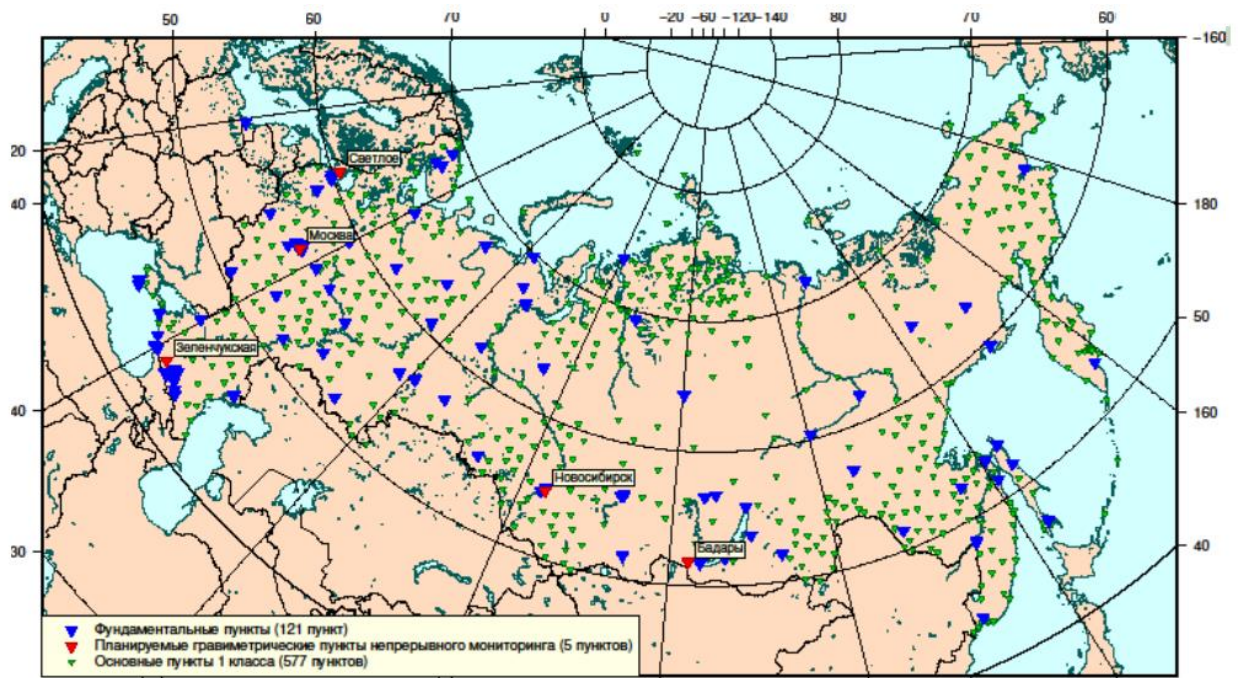 50 60 70 0 -20 -60 -120 -140 80 70 60
-160
20
Светлое
40
180
Москва
50
Зеленчукская
40
160
Новосибирск
30
Бадары
40
Фундаментальные пункты (121 пункт)
Планируемые гравиметрические пункты непрерывного мониторинга (5 пунктов)
Основные пункты 1 класса (577 пунктов)